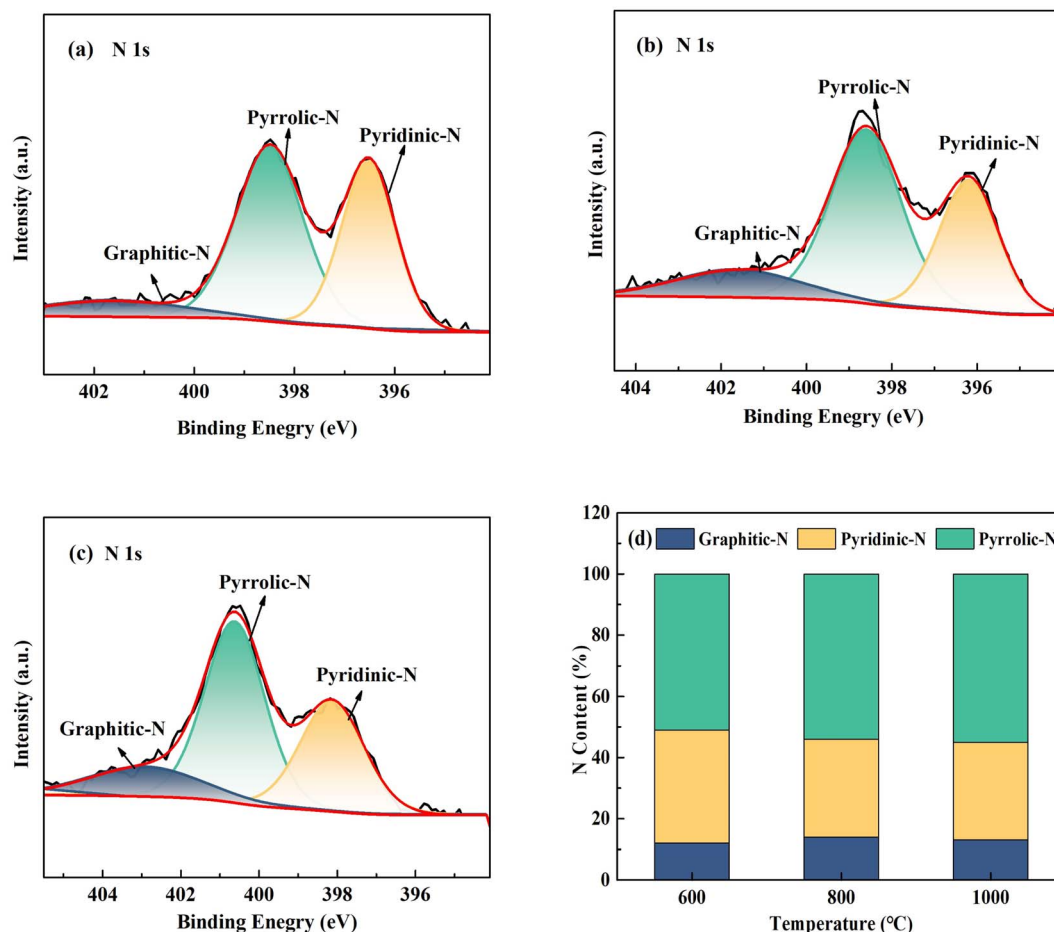 (a) N 1s
Pyrrolic-N
Pyridinic-N
Graphitic-N
Intensity (a.u.)
402 400 398 396
Binding Enegry (eV)
(b) N 1s
Pyrrolic-N
Pyridinic-N
Graphitic-N
Intensity (a.u.)
404 402 400 398 396
Binding Enegry (eV)
(c) N 1s
Pyrrolic-N
Pyridinic-N
Graphitic-N
Intensity (a.u.)
404 402 400 398 396
Binding Enegry (eV)
(d) Graphitic-N Pyridinic-N Pyrrolic-N
N Content (%)
120
100
80
60
40
20
0
600 800 1000
Temperature (℃)